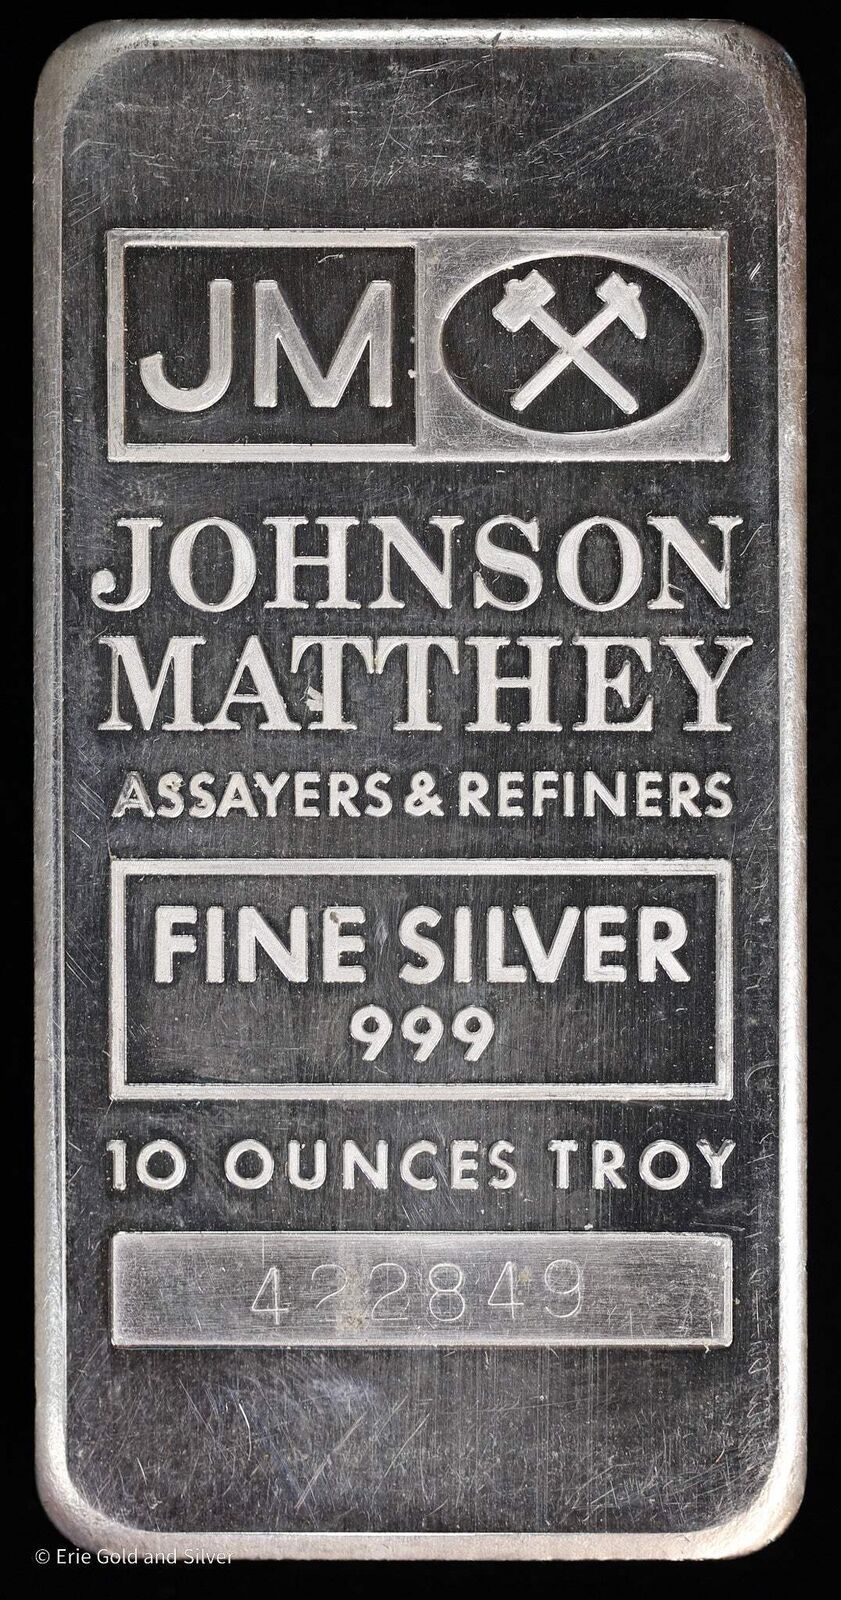 JM
JOHNSON
MATTHEY
ASSAYERS & REFINERS
FINE SILVER
999
10 OUNCES TROY
422849
© Erie Gold and Silver